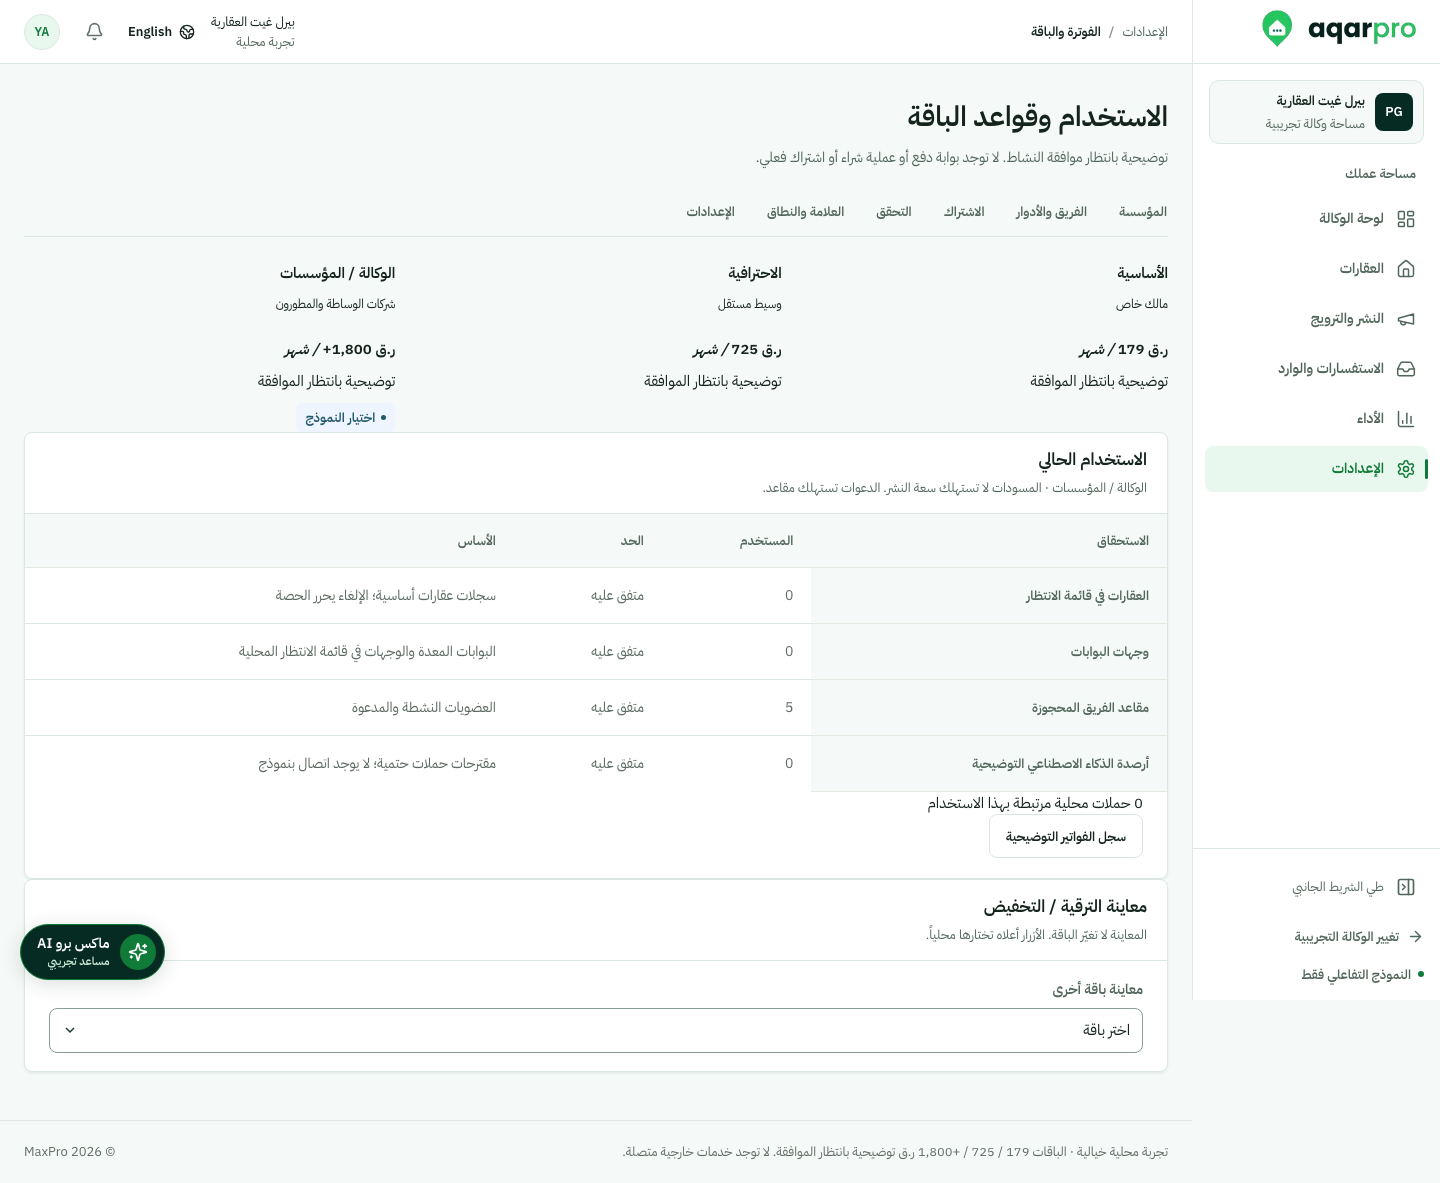 aqarpro
PG
بيرل غيت العقارية
مساحة وكالة تجريبية
مساحة عملك
لوحة الوكالة
العقارات
النشر والترويج
الاستفسارات والوارد
الأداء
الإعدادات
طي الشريط الجانبي
تغيير الوكالة التجريبية
النموذج التفاعلي فقط
الإعدادات / الفوترة والباقة
بيرل غيت العقارية
تجربة محلية
English
YA
الاستخدام وقواعد الباقة
توضيحية بانتظار موافقة النشاط. لا توجد بوابة دفع أو عملية شراء أو اشتراك فعلي.
المؤسسة
الفريق والأدوار
الاشتراك
التحقق
العلامة والنطاق
الإعدادات
الأساسية
مالك خاص
ر.ق 179 / شهر
توضيحية بانتظار الموافقة
الاحترافية
وسيط مستقل
ر.ق 725 / شهر
توضيحية بانتظار الموافقة
الوكالة / المؤسسات
شركات الوساطة والمطورون
ر.ق 1,800+ / شهر
توضيحية بانتظار الموافقة
• اختيار النموذج
الاستخدام الحالي
الوكالة / المؤسسات · المسودات لا تستهلك سعة النشر. الدعوات تستهلك مقاعد.
الاستحقاق المستخدم الحد الأساس
العقارات في قائمة الانتظار 0 متفق عليه سجلات عقارات أساسية؛ الإلغاء يحرر الحصة
وجهات البوابات 0 متفق عليه البوابات المعدة والوجهات في قائمة الانتظار المحلية
مقاعد الفريق المحجوزة 5 متفق عليه العضويات النشطة والمدعوة
أرصدة الذكاء الاصطناعي التوضيحية 0 متفق عليه مقترحات حملات حتمية؛ لا يوجد اتصال بنموذج
0 حملات محلية مرتبطة بهذا الاستخدام
سجل الفواتير التوضيحية
معاينة الترقية / التخفيض
المعاينة لا تغيّر الباقة. الأزرار أعلاه تختارها محلياً.
معاينة باقة أخرى
اختر باقة
ماكس برو AI
مساعد تجريبي
تجربة محلية خيالية · الباقات 179 / 725 / 1,800+ ر.ق توضيحية بانتظار الموافقة. لا توجد خدمات خارجية متصلة.
© 2026 MaxPro